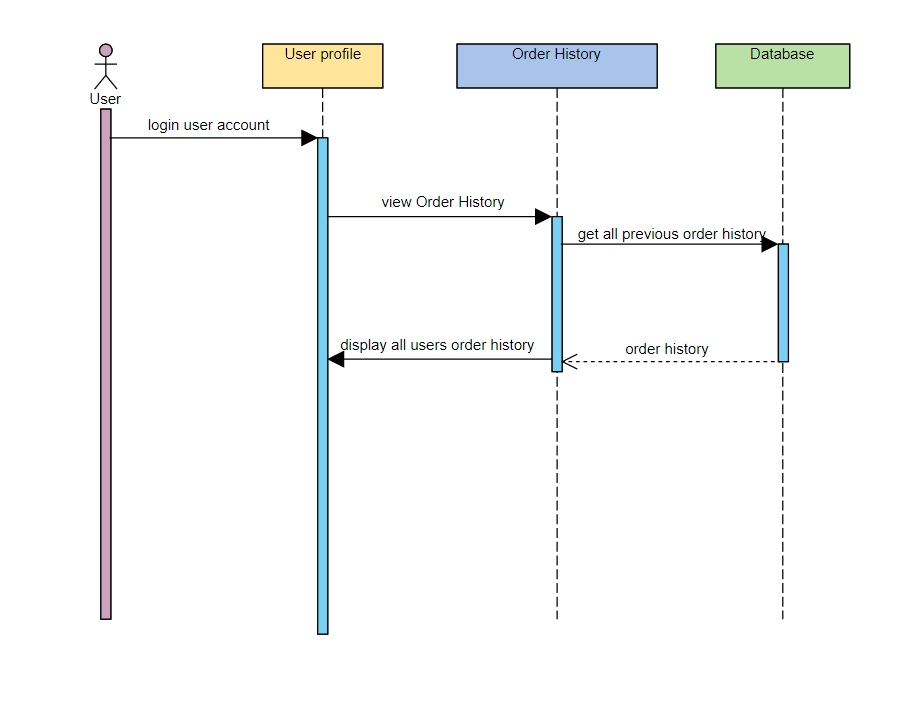 User profile
Order History
Database
User
login user account
view Order History
get all previous order history
display all users order history
order history